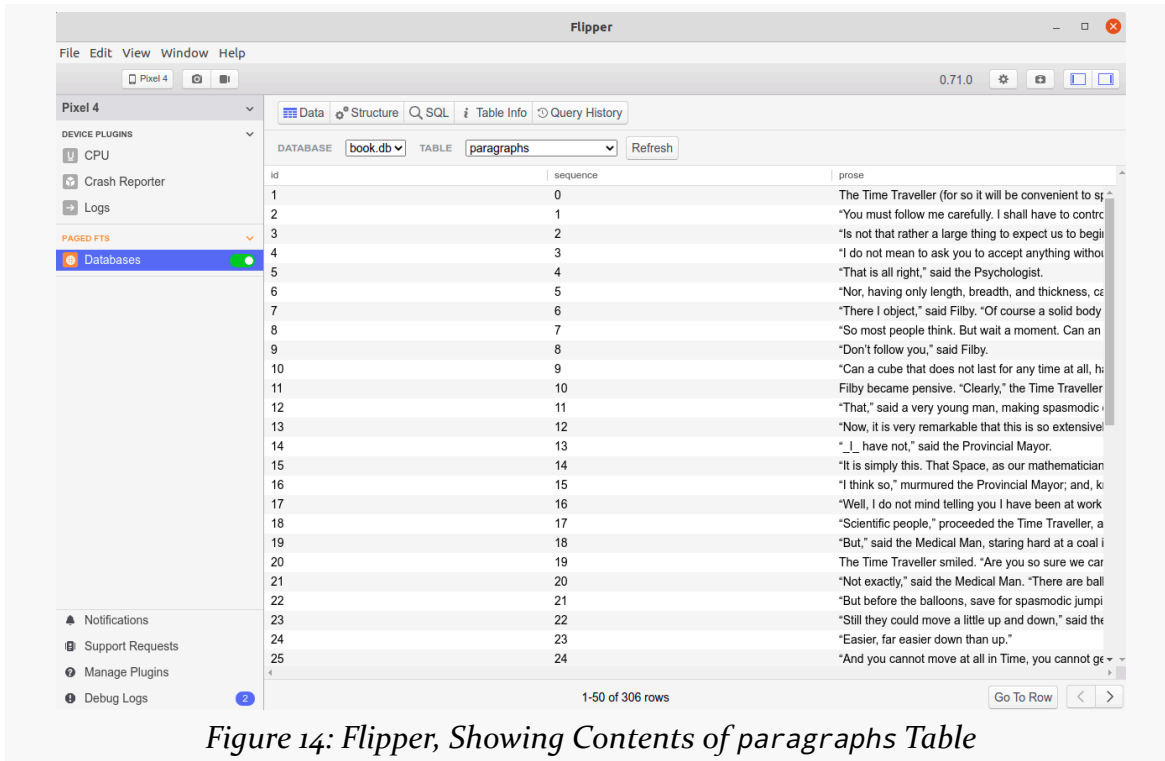 Flipper
File Edit View Window Help
Pixel 4 0.71.0
Pixel 4
Data Structure SQL Table Info Query History
DEVICE PLUGINS
DATABASE book.db TABLE paragraphs Refresh
CPU
Crash Reporter
Logs
PAGED FTS
Databases
id sequence prose
1 0 The Time Traveller (for so it will be convenient to
2 1 “You must follow me carefully. I shall have to
3 2 “Is not that rather a large thing to expect us to
4 3 “I do not mean to ask you to accept anything
5 4 “That is all right,” said the Psychologist.
6 5 “Nor, having only length, breadth, and thickness,
7 6 “There I object,” said Filby. “Of course a solid body
8 7 “So most people think. But wait a moment. Can an
9 8 “Don’t follow you,” said Filby.
10 9 “Can a cube that does not last for any time at all,
11 10 Filby became pensive. “Clearly,” the Time Traveller
12 11 “That,” said a very young man, making spasmodic
13 12 “Now, it is very remarkable that this is so
14 13 “_I_ have not,” said the Provincial Mayor.
15 14 “It is simply this. That Space, as our mathematician
16 15 “I think so,” murmured the Provincial Mayor; and,
17 16 “Well, I do not mind telling you I have been at work
18 17 “Scientific people,” proceeded the Time Traveller, a
19 18 “But,” said the Medical Man, staring hard at a coal i
20 19 The Time Traveller smiled. “Are you so sure we
21 20 “Not exactly,” said the Medical Man. “There are ball
22 21 “But before the balloons, save for spasmodic jumpi
23 22 “Still they could move a little up and down,” said
24 23 “Easier, far easier down than up.”
25 24 “And you cannot move at all in Time, you cannot
Notifications
Support Requests
Manage Plugins
Debug Logs 2
1-50 of 306 rows Go To Row
Figure 14: Flipper, Showing Contents of paragraphs Table